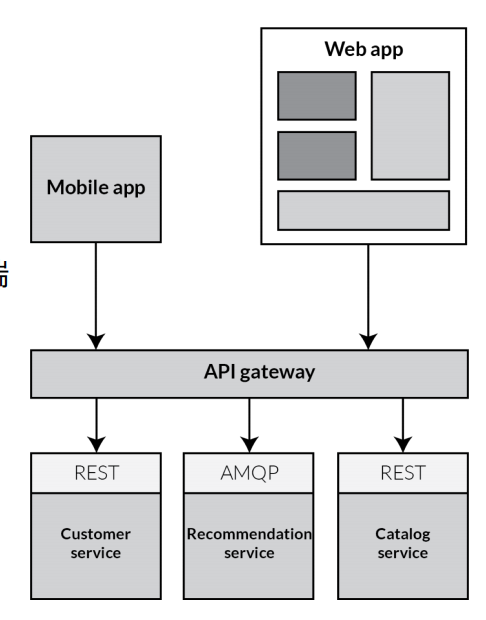 Web app
Mobile app
API gateway
REST
AMQP
REST
Customer
service
Recommendation
service
Catalog
service